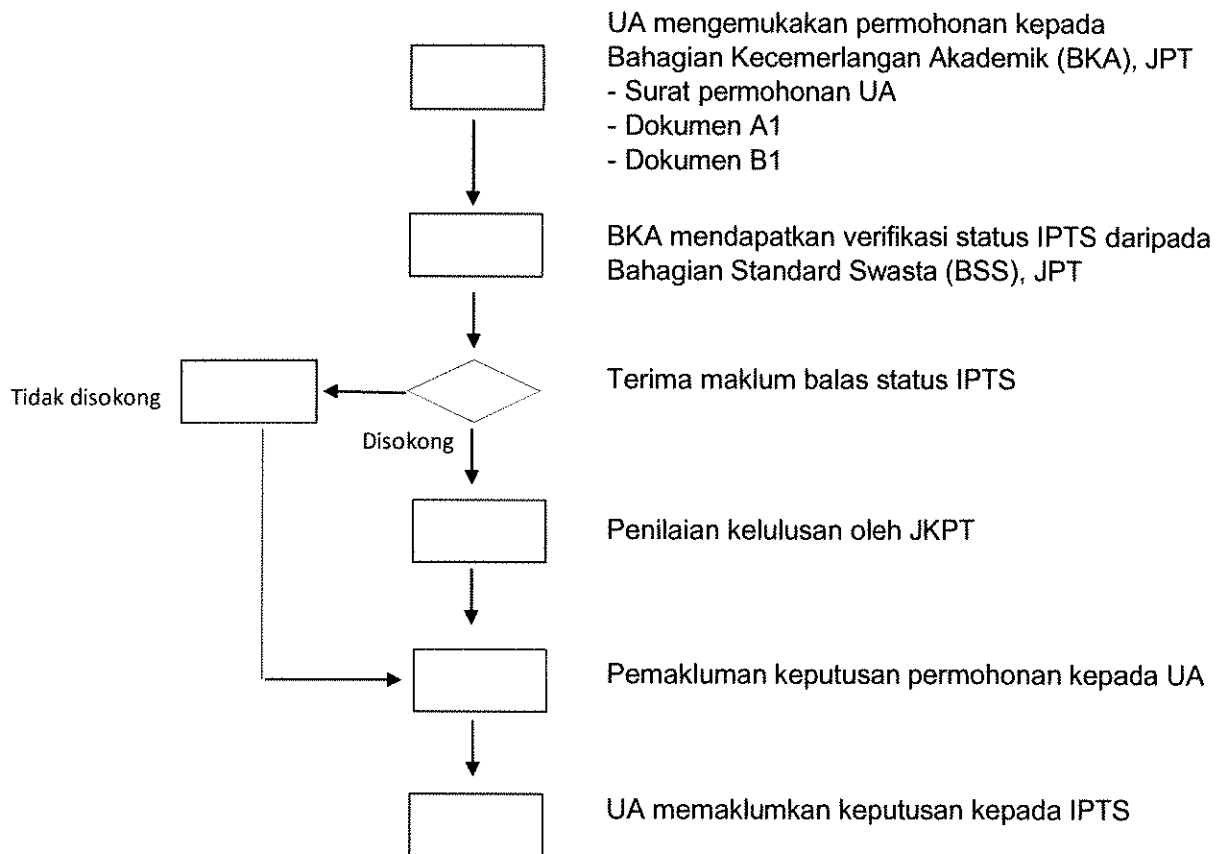 UA mengemukakan permohonan kepada
Bahagian Kecemerlangan Akademik (BKA), JPT
- Surat permohonan UA
- Dokumen A1
- Dokumen B1
BKA mendapatkan verifikasi status IPTS daripada
Bahagian Standard Swasta (BSS), JPT
Terima maklum balas status IPTS
Tidak disokong
Disokong
Penilaian kelulusan oleh JKPT
Pemakluman keputusan permohonan kepada UA
UA memaklumkan keputusan kepada IPTS